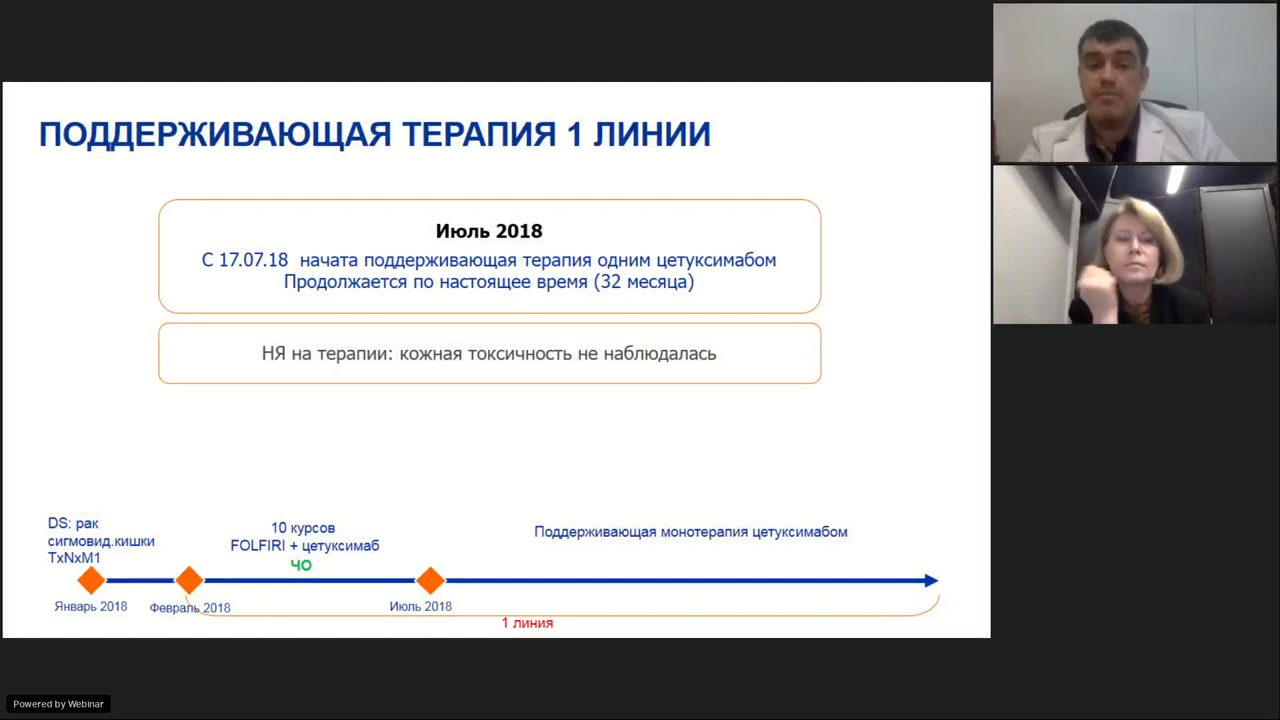 ПОДДЕРЖИВАЮЩАЯ ТЕРАПИЯ 1 ЛИНИИ
Июль 2018
С 17.07.18 начата поддерживающая терапия одним цетуксимабом
Продолжается по настоящее время (32 месяца)
НЯ на терапии: кожная токсичность не наблюдалась
DS: рак
сигмовид.кишки
TxNxM1
10 курсов
FOLFIRI + цетуксимаб
ЧО
Поддерживающая монотерапия цетуксимабом
Январь 2018
Февраль 2018
Июль 2018
1 линия
Powered by Webinar